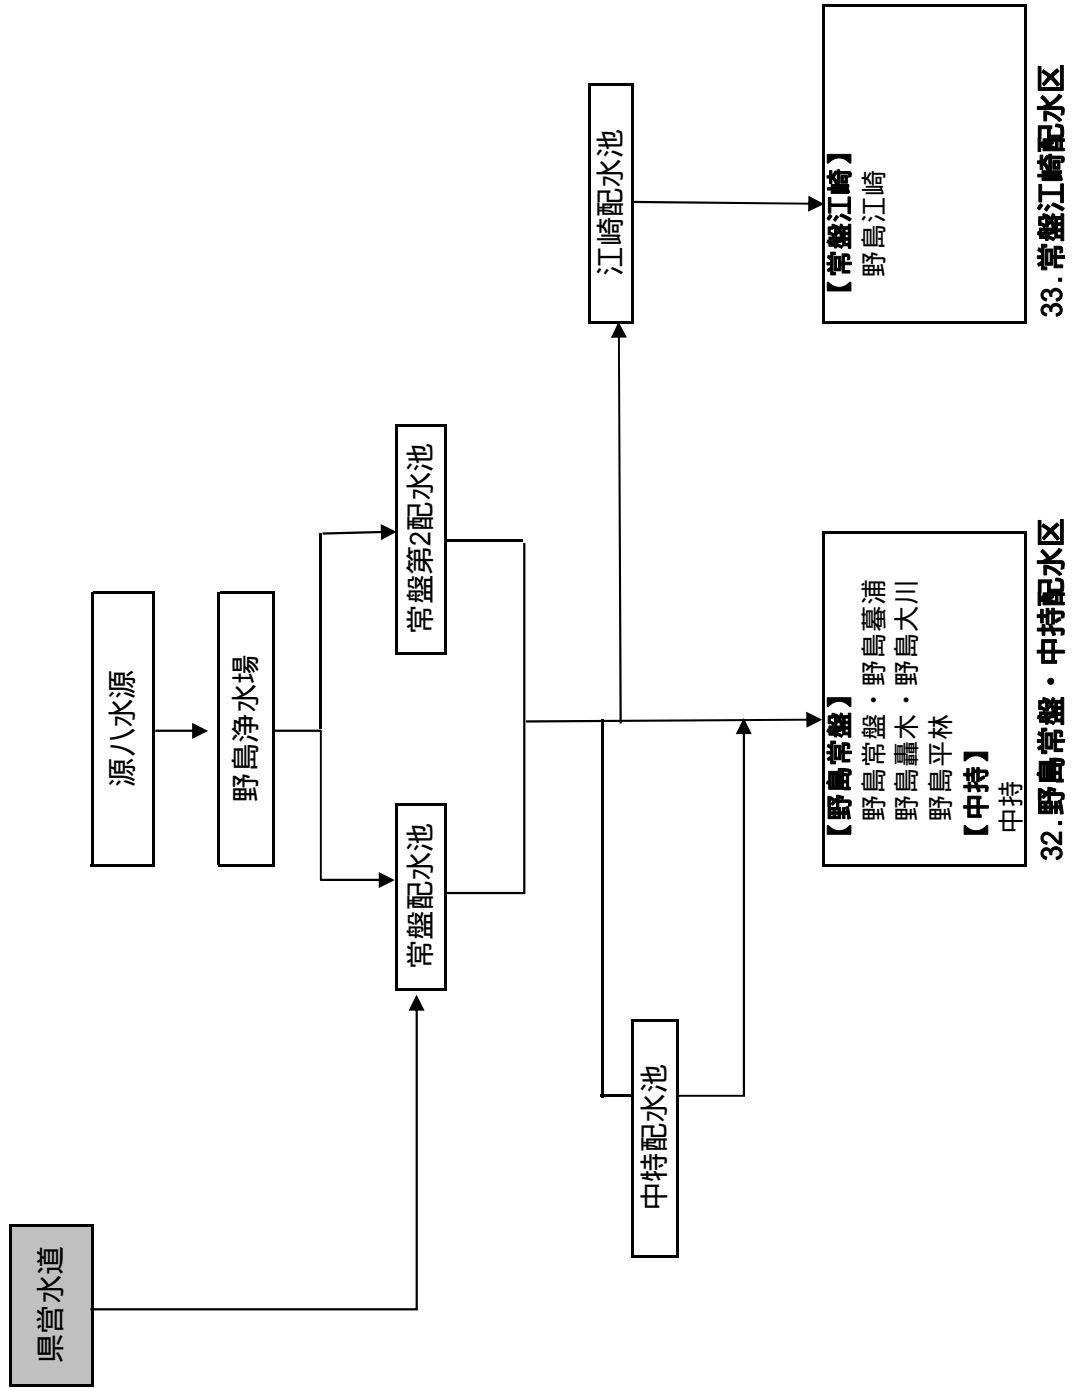 県営水道
源八水源
野島浄水場
常盤配水池
常盤第2配水池
中特配水池
江崎配水池
【野島常盤】
野島常盤・野島蟇浦
野島轟木・野島大川
野島平林
【中持】
中持
32.野島常盤・中持配水区
【常盤江崎】
野島江崎
33.常盤江崎配水区